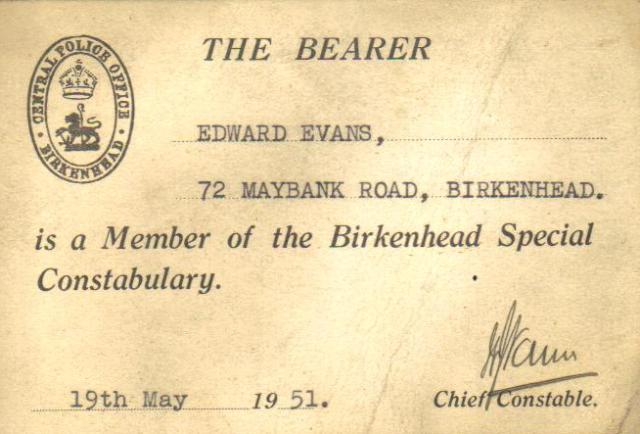 CENTRAL POLICE OFFICE
BIRKENHEAD
THE BEARER
EDWARD EVANS,
72 MAYBANK ROAD, BIRKENHEAD.
is a Member of the Birkenhead Special
Constabulary.
19th May 19 51.
Chief Constable.